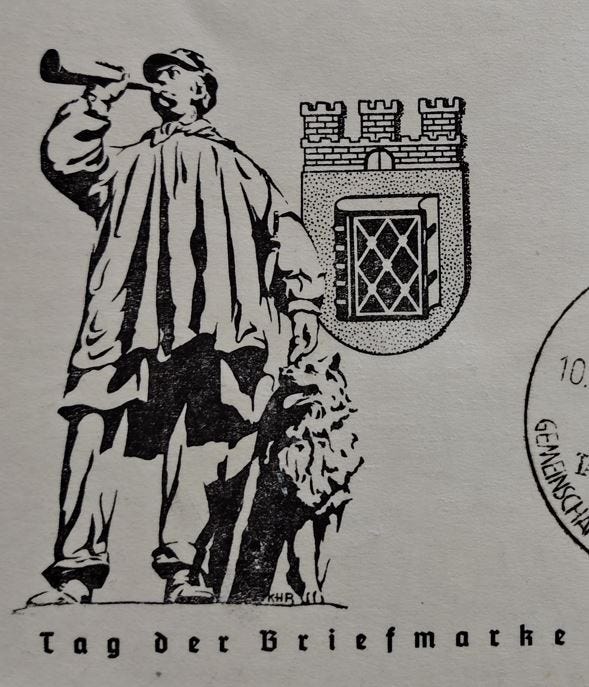 10.
GEMEINSCHA
KHR
Tag der Briefmarke